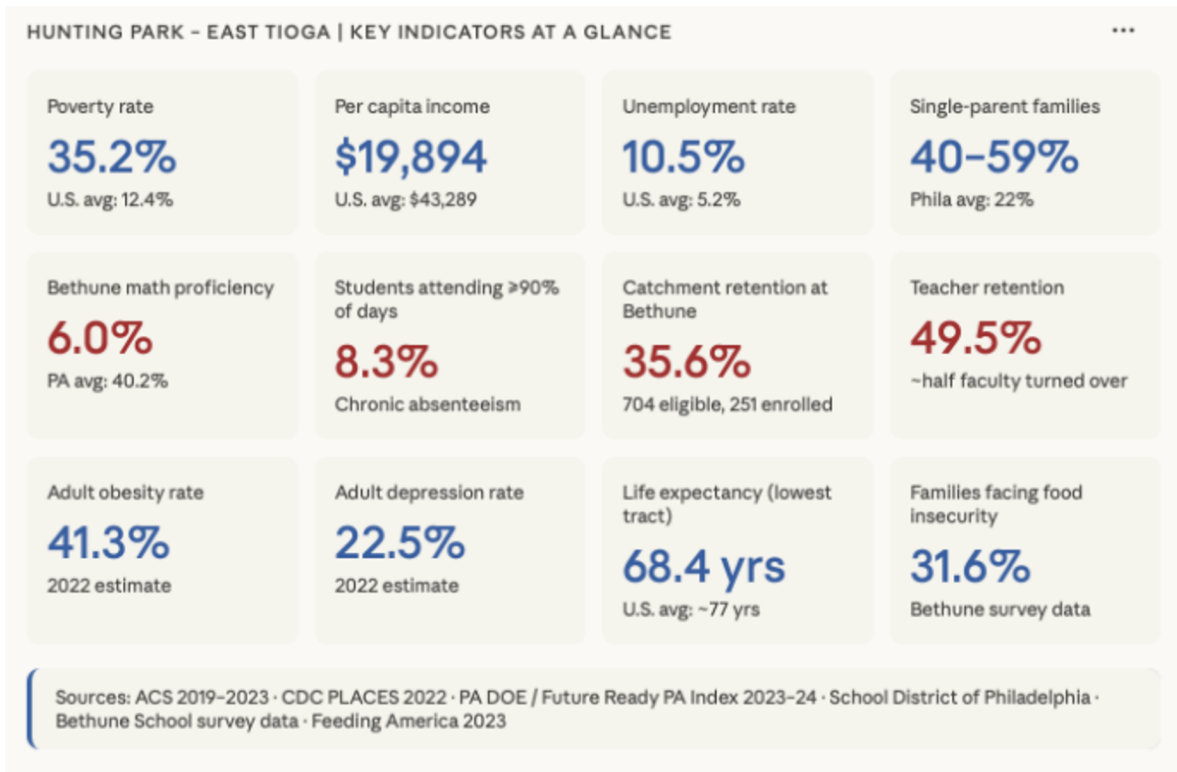 HUNTING PARK – EAST TIOGA | KEY INDICATORS AT A GLANCE
Poverty rate
35.2%
U.S. avg: 12.4%
Per capita income
$19,894
U.S. avg: $43,289
Unemployment rate
10.5%
U.S. avg: 5.2%
Single-parent families
40–59%
Phila avg: 22%
Bethune math proficiency
6.0%
PA avg: 40.2%
Students attending ≥90%
of days
8.3%
Chronic absenteeism
Catchment retention at
Bethune
35.6%
704 eligible, 251 enrolled
Teacher retention
49.5%
~half faculty turned over
Adult obesity rate
41.3%
2022 estimate
Adult depression rate
22.5%
2022 estimate
Life expectancy (lowest
tract)
68.4 yrs
U.S. avg: ~77 yrs
Families facing food
insecurity
31.6%
Bethune survey data
Sources: ACS 2019–2023 · CDC PLACES 2022 · PA DOE / Future Ready PA Index 2023–24 · School District of Philadelphia ·
Bethune School survey data · Feeding America 2023